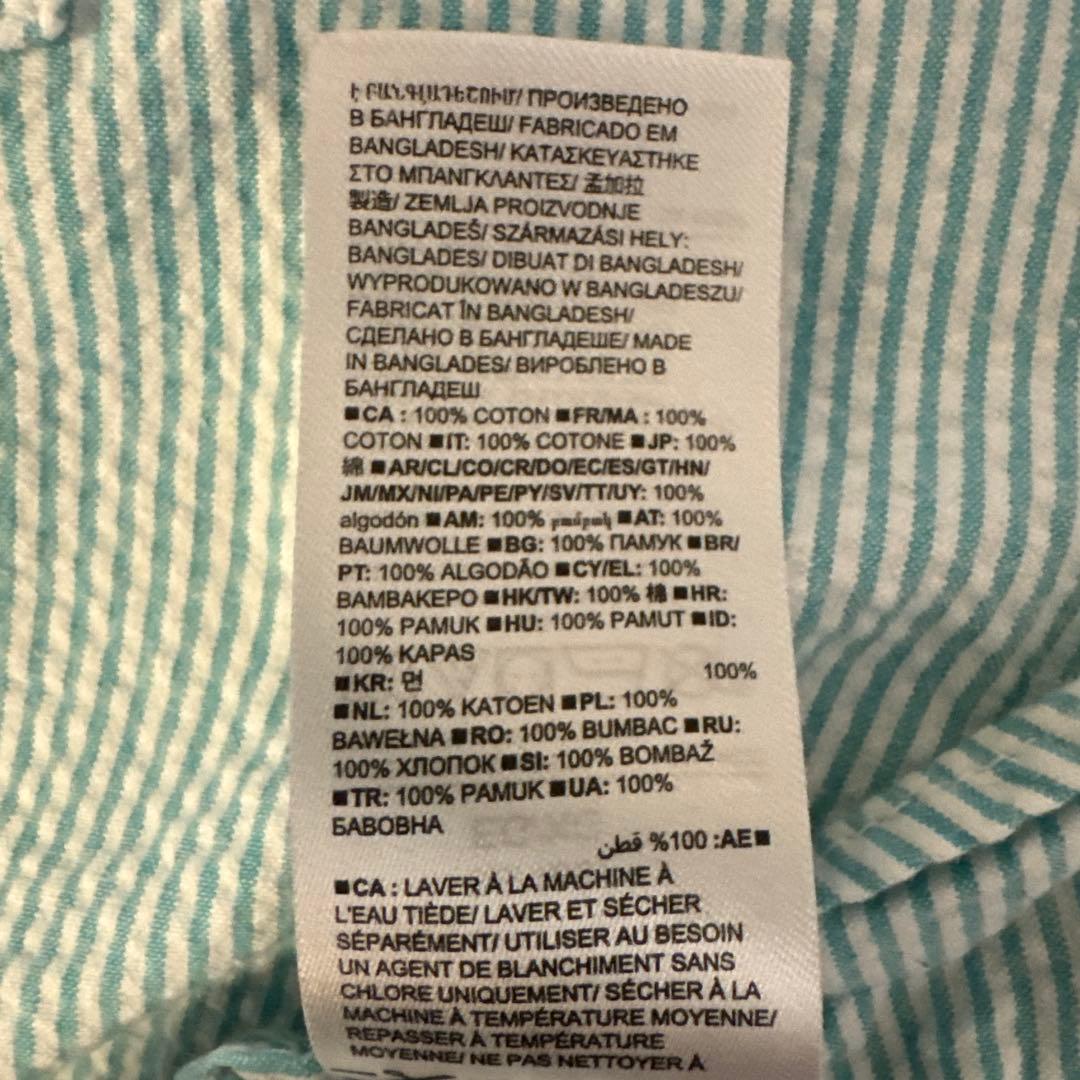 Ի ԲԱՆԳԼԱԴԵՇՈՒՄ/ ПРОИЗВЕДЕНО
В БАНГЛАДЕШ/ FABRICADO EM
BANGLADESH/ ΚΑΤΑΣΚΕΥΑΣΤΗΚΕ
ΣΤΟ ΜΠΑΝΓΚΛΑΝΤΕΣ/ 孟加拉
製造/ ZEMLJA PROIZVODNJE
BANGLADEŠ/ SZÁRMAZÁSI HELY:
BANGLADES/ DIBUAT DI BANGLADESH/
WYPRODUKOWANO W BANGLADESZU/
FABRICAT ÎN BANGLADESH/
СДЕЛАНО В БАНГЛАДЕШЕ/ MADE
IN BANGLADES/ ВИРОБЛЕНО В
БАНГЛАДЕШ
■CA : 100% COTON ■FR/MA : 100%
COTON ■IT: 100% COTONE ■JP: 100%
綿 ■AR/CL/CO/CR/DO/EC/ES/GT/HN/
JM/MX/NI/PA/PE/PY/SV/TT/UY: 100%
algodón ■AM: 100% բամբակ ■AT: 100%
BAUMWOLLE ■BG: 100% ПАМУК ■BR/
PT: 100% ALGODÃO ■CY/EL: 100%
ΒΑΜΒΑΚΕΡΟ ■HK/TW: 100% 棉 ■HR:
100% PAMUK ■HU: 100% PAMUT ■ID:
100% KAPAS
■KR: 면 100%
■NL: 100% KATOEN ■PL: 100%
BAWEŁNA ■RO: 100% BUMBAC ■RU:
100% ХЛОПОК ■SI: 100% BOMBAŽ
■TR: 100% PAMUK ■UA: 100%
БАВОВНА
■AE: 100% قطن
■CA : LAVER À LA MACHINE À
L'EAU TIÈDE/ LAVER ET SÉCHER
SÉPARÉMENT/ UTILISER AU BESOIN
UN AGENT DE BLANCHIMENT SANS
CHLORE UNIQUEMENT/ SÉCHER À LA
MACHINE À TEMPÉRATURE MOYENNE/
REPASSER À TEMPÉRATURE
MOYENNE/ NE PAS NETTOYER À